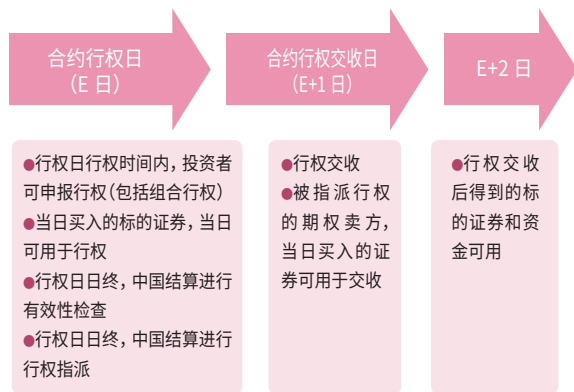 合约行权日
（E 日）
合约行权交收日
（E+1 日）
E+2 日
●行权日行权时间内，投资者
可申报行权（包括组合行权）
●当日买入的标的证券，当日
可用于行权
●行权日日终，中国结算进行
有效性检查
●行权日日终，中国结算进行
行权指派
●行权交收
●被指派行权
的期权卖方，
当日买入的证
券可用于交收
●行权交收
后得到的标
的证券和资
金可用